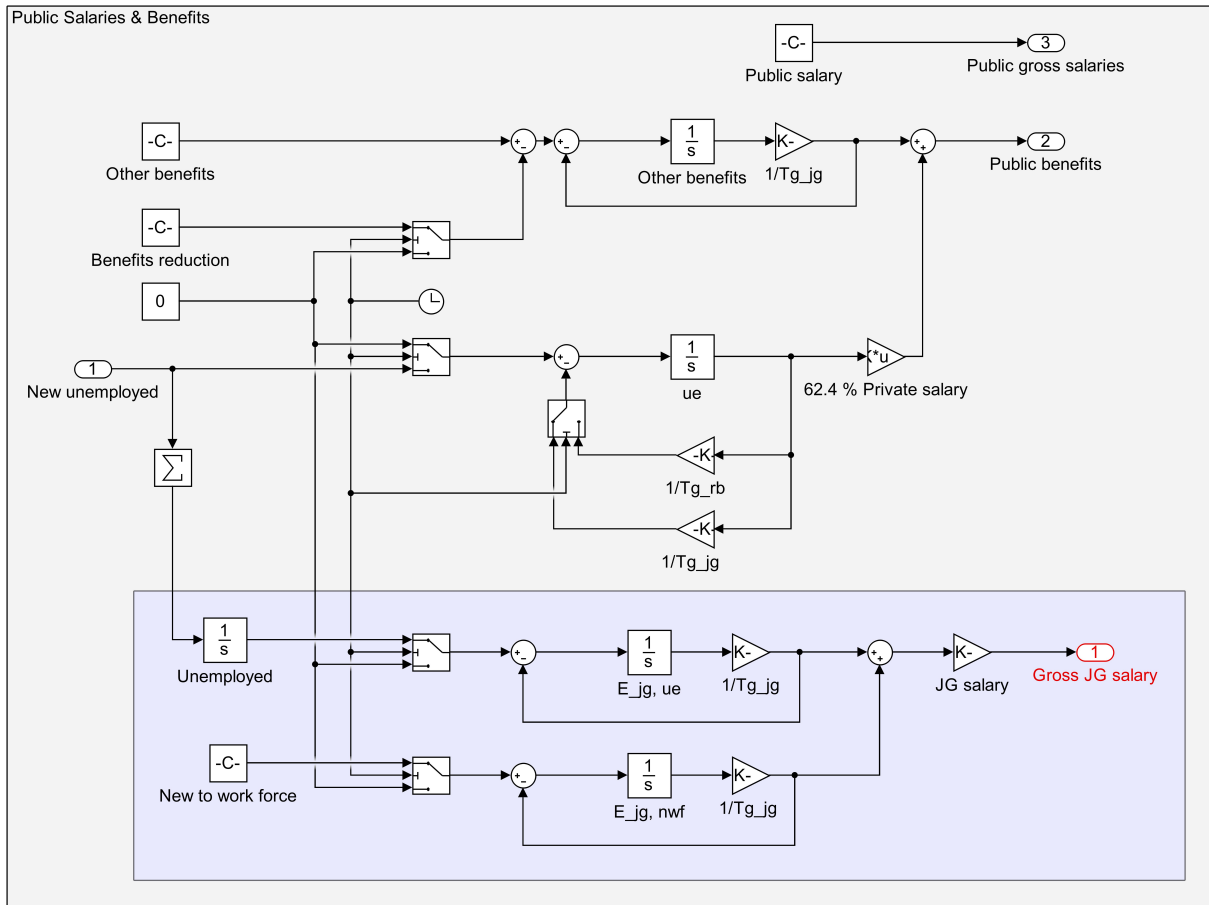 Public Salaries & Benefits
-C-
Public salary
3
Public gross salaries
-C-
Other benefits
+
−
+
−
1
s
Other benefits
K-
1/Tg_jg
+
+
2
Public benefits
-C-
Benefits reduction
0
1
New unemployed
+
−
1
s
ue
K*u
62.4 % Private salary
-K-
1/Tg_rb
-K-
1/Tg_jg
Σ
1
s
Unemployed
+
−
1
s
E_jg, ue
K-
1/Tg_jg
+
+
K-
JG salary
1
Gross JG salary
-C-
New to work force
+
−
1
s
E_jg, nwf
K-
1/Tg_jg